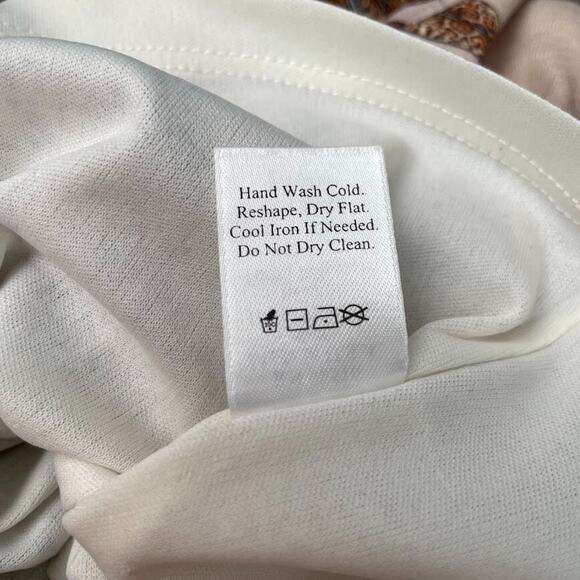 Hand Wash Cold.
Reshape, Dry Flat.
Cool Iron If Needed.
Do Not Dry Clean.